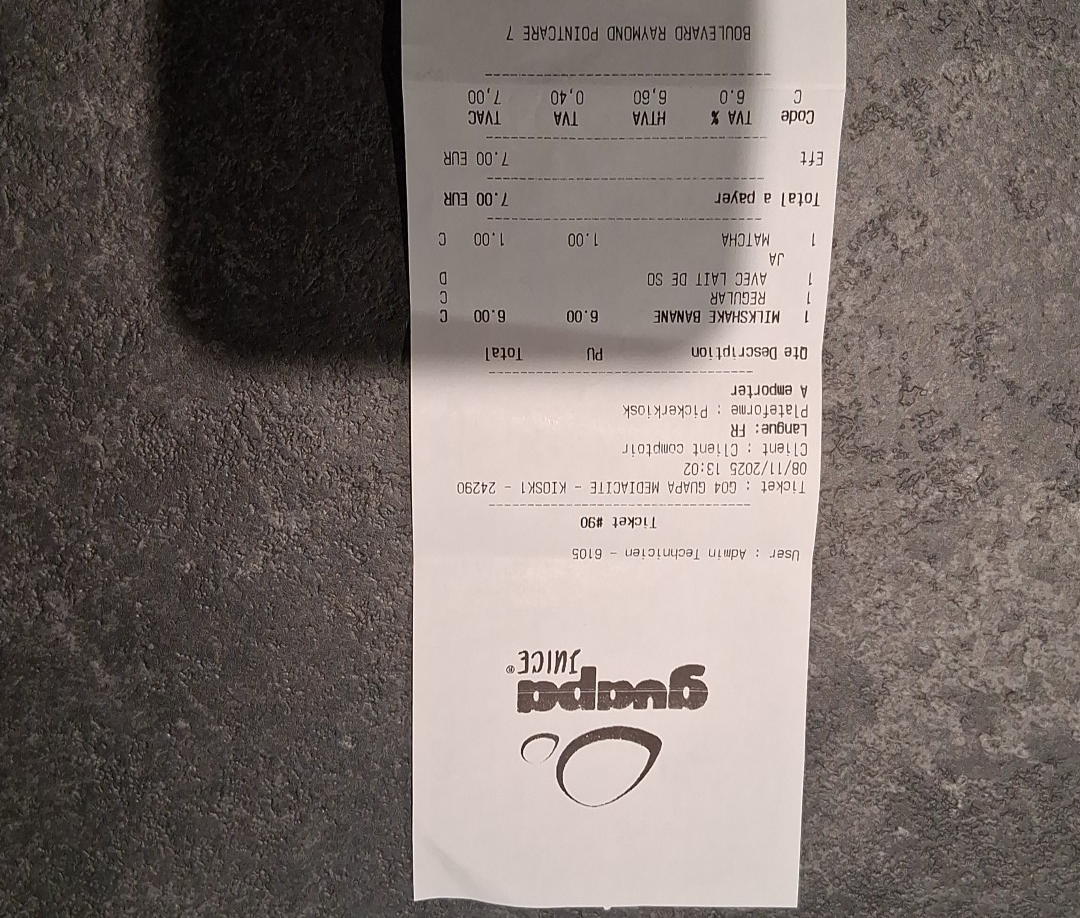 guapa
JUICE®
User : Admin Technicien - 6105
Ticket #90
Ticket : G04 GUAPA MEDIACITE - KIOSK1 - 24290
08/11/2025 13:02
Client : Client comptoir
Langue: FR
Plateforme : Pickerkiosk
A emporter
Qte Description PU Total
1 MILKSHAKE BANANE 6.00 6.00 C
1 REGULAR C
1 AVEC LAIT DE SO D
JA
1 MATCHA 1.00 1.00 C
Total a payer 7.00 EUR
Eft 7.00 EUR
Code TVA % HTVA TVA TVAC
C 6.0 6,60 0,40 7,00
BOULEVARD RAYMOND POINTCARE 7